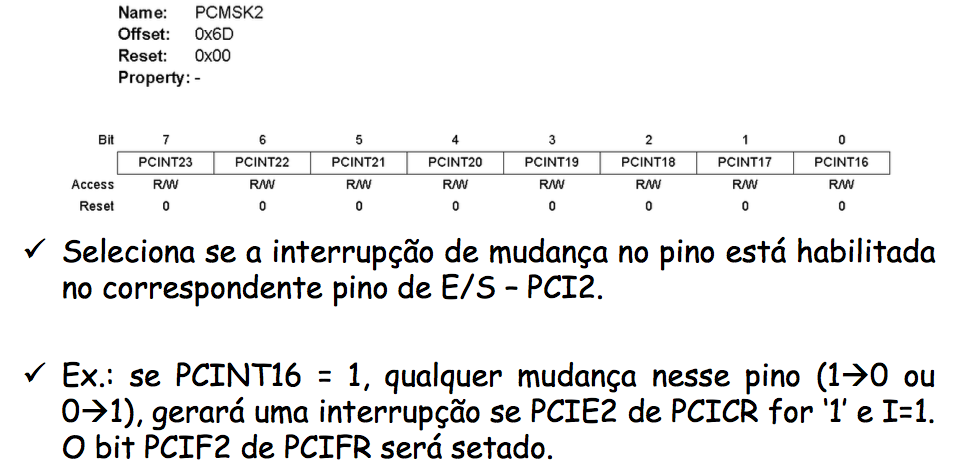 Name: PCMSK2
Offset: 0x6D
Reset: 0x00
Property: -
Bit 7 6 5 4 3 2 1 0
PCINT23 PCINT22 PCINT21 PCINT20 PCINT19 PCINT18 PCINT17 PCINT16
Access R/W R/W R/W R/W R/W R/W R/W R/W
Reset 0 0 0 0 0 0 0 0
✓ Seleciona se a interrupção de mudança no pino está habilitada
no correspondente pino de E/S – PCI2.
✓ Ex.: se PCINT16 = 1, qualquer mudança nesse pino (1→0 ou
0→1), gerará uma interrupção se PCIE2 de PCICR for ‘1’ e I=1.
O bit PCIF2 de PCIFR será setado.